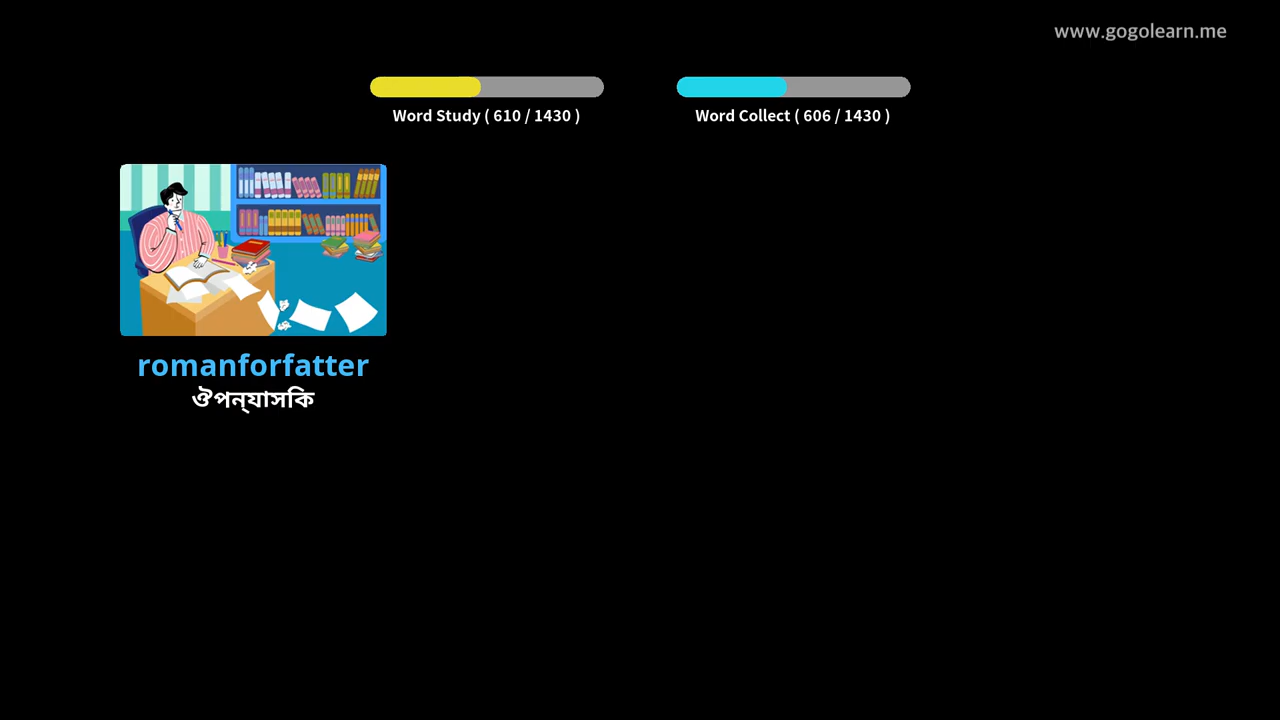 www.gogolearn.me
Word Study ( 610 / 1430 )
Word Collect ( 606 / 1430 )
romanforfatter
ঔপন্যাসিক